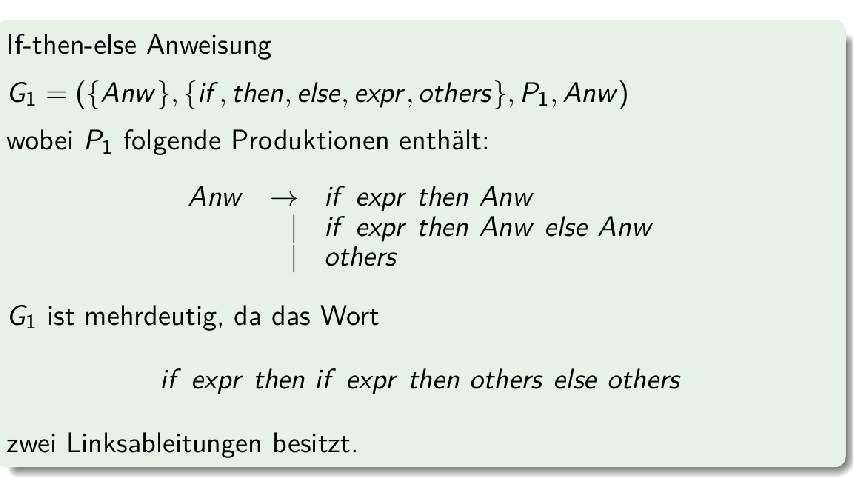 If-then-else Anweisung
G₁ = ({Anw}, {if, then, else, expr, others}, P₁, Anw)
wobei P₁ folgende Produktionen enthält:
Anw → if expr then Anw
| if expr then Anw else Anw
| others
G₁ ist mehrdeutig, da das Wort
if expr then if expr then others else others
zwei Linksableitungen besitzt.